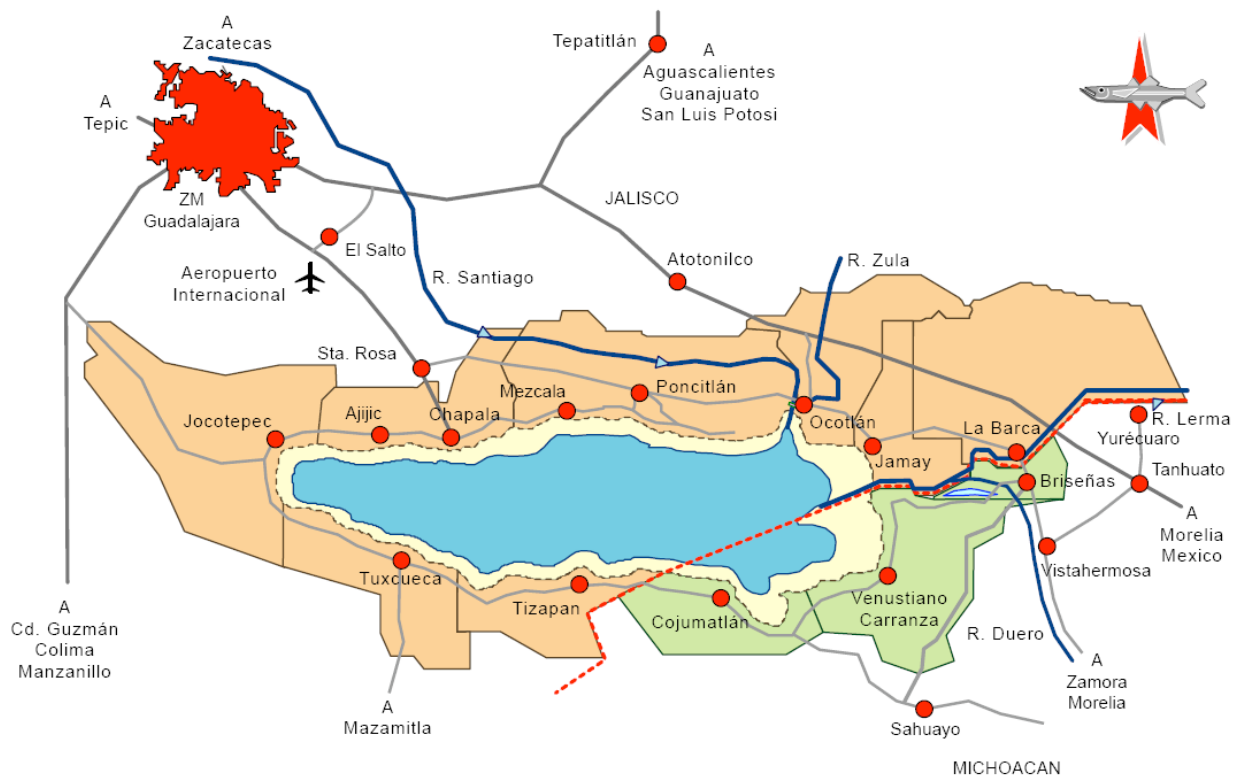 A
Zacatecas
Tepatitlán
A
Aguascalientes
Guanajuato
San Luis Potosi
A
Tepic
ZM
Guadalajara
JALISCO
El Salto
Aeropuerto
Internacional
R. Santiago
Atotonilco
R. Zula
Sta. Rosa
Mezcala
Poncitlán
Jocotepec
Ajijic
Chapala
Ocotlán
La Barca
R. Lerma
Yurécuaro
Jamay
Briseñas
Tanhuato
A
Morelia
Mexico
Tuxcueca
Tizapan
Cojumatlán
Venustiano
Carranza
Vistahermosa
R. Duero
A
Cd. Guzmán
Colima
Manzanillo
A
Zamora
Morelia
A
Mazamitla
Sahuayo
MICHOACAN